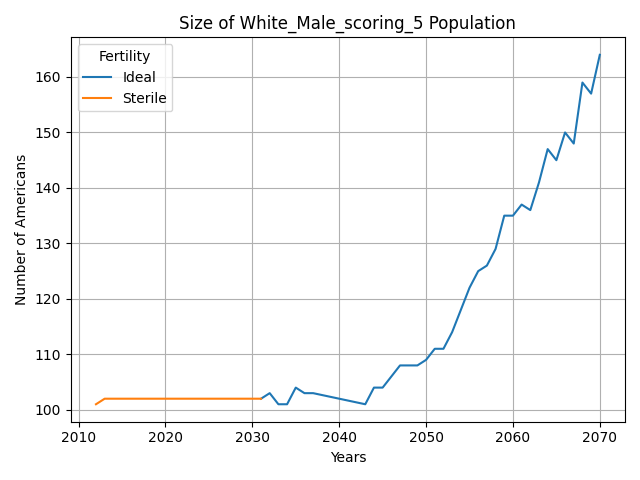 Size of White_Male_scoring_5 Population
Fertility
Ideal
Sterile
Number of Americans
160
150
140
130
120
110
100
2010 2020 2030 2040 2050 2060 2070
Years